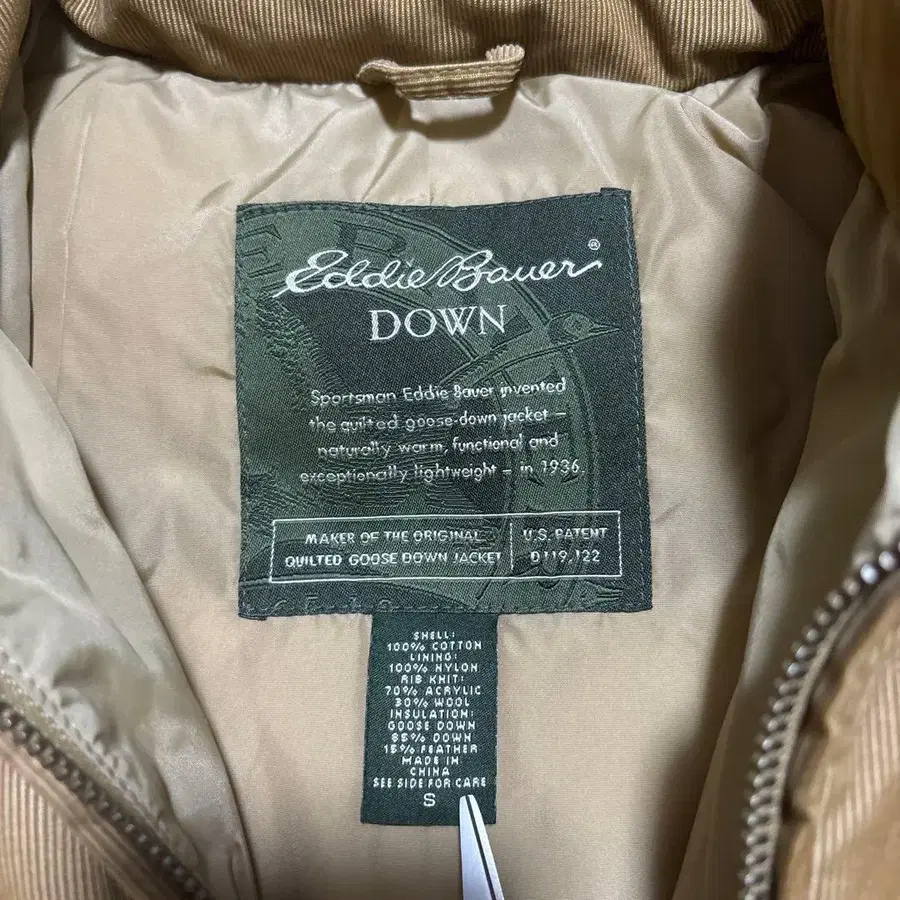 Eddie Bauer®
DOWN
Sportsman Eddie Bauer invented
the quilted goose-down jacket –
naturally warm, functional and
exceptionally lightweight – in 1936.
MAKER OF THE ORIGINAL
QUILTED GOOSE DOWN JACKET
U.S. PATENT
D119,122
SHELL:
100% COTTON
LINING:
100% NYLON
RIB KNIT:
70% ACRYLIC
30% WOOL
INSULATION:
GOOSE DOWN
85% DOWN
15% FEATHER
MADE IN
CHINA
SEE SIDE FOR CARE
S